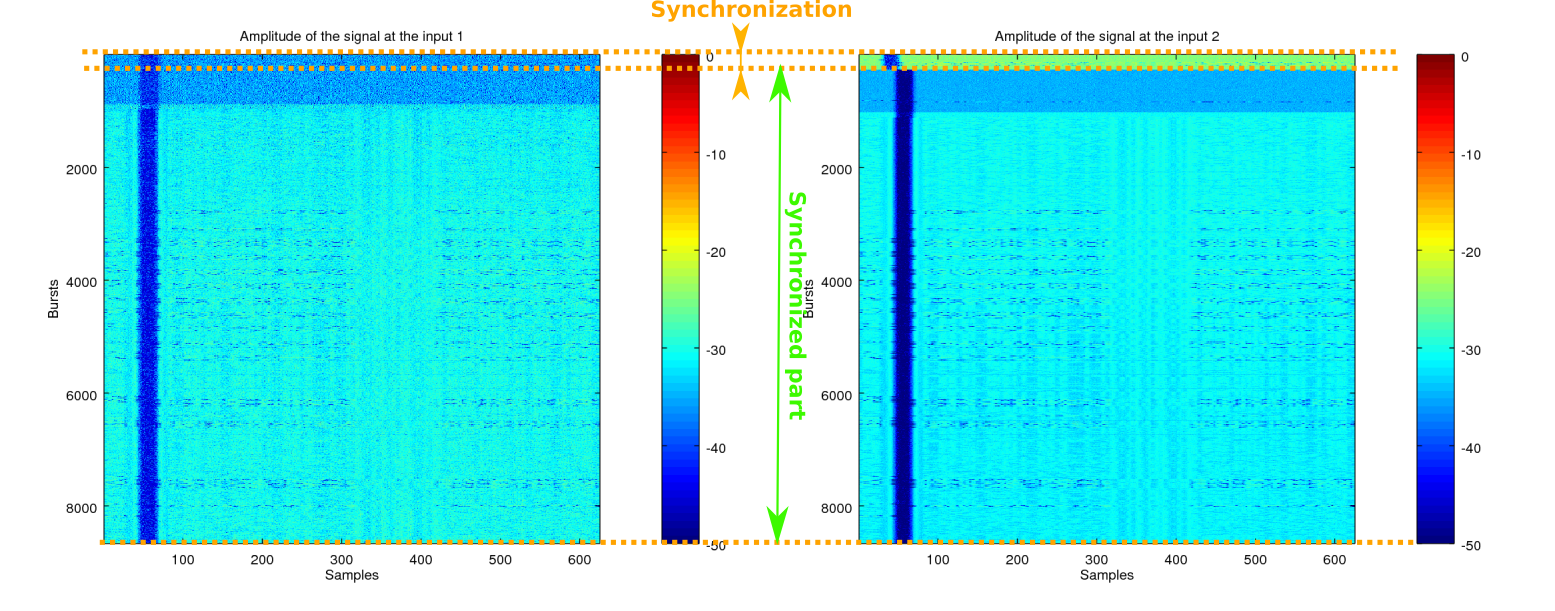 Synchronization
Amplitude of the signal at the input 1
0
-10
-20
-30
-40
-50
2000
4000
6000
8000
Bursts
100 200 300 400 500 600
Samples
Synchronized part
Amplitude of the signal at the input 2
0
-10
-20
-30
-40
-50
2000
4000
6000
8000
Bursts
100 200 300 400 500 600
Samples